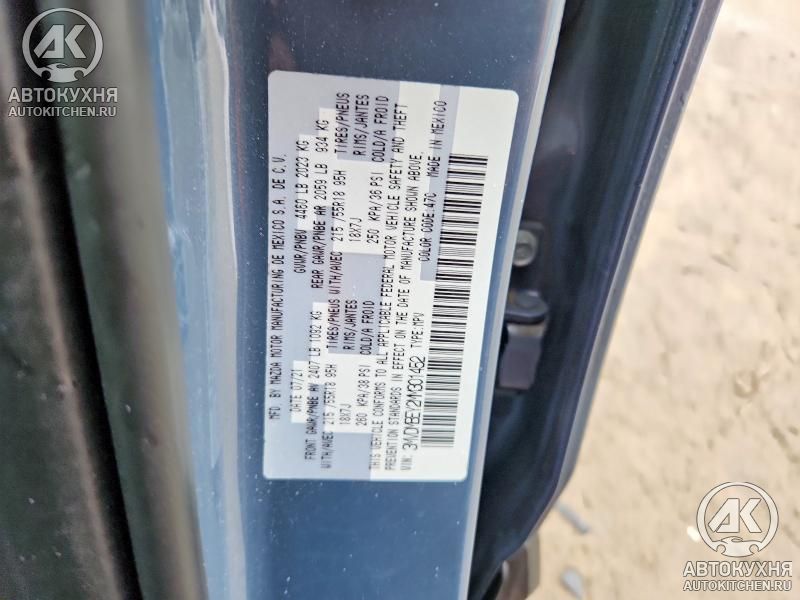 AK
АВТОКУХНЯ
AUTOKITCHEN.RU
MFD. BY MAZDA MOTOR MANUFACTURING DE MEXICO S.A. DE C.V.
DATE 07/21 GVWR/PNBV 4460 LB 2023 KG
FRONT GAWR/PNBE AV 2407 LB 1092 KG REAR GAWR/PNBE AR 2059 LB 934 KG
WITH/AVEC 215 /55R18 95H TIRES/PNEUS WITH/AVEC 215 /55R18 95H TIRES/PNEUS
18X7J RIMS/JANTES 18X7J RIMS/JANTES
260 KPA/38 PSI COLD/A FROID 250 KPA/36 PSI COLD/A FROID
THIS VEHICLE CONFORMS TO ALL APPLICABLE FEDERAL MOTOR VEHICLE SAFETY AND THEFT
PREVENTION STANDARDS IN EFFECT ON THE DATE OF MANUFACTURE SHOWN ABOVE.
VIN: TYPE:MPV COLOR CODE:47C MADE IN MEXICO
AK
АВТОКУХНЯ
AUTOKITCHEN.RU